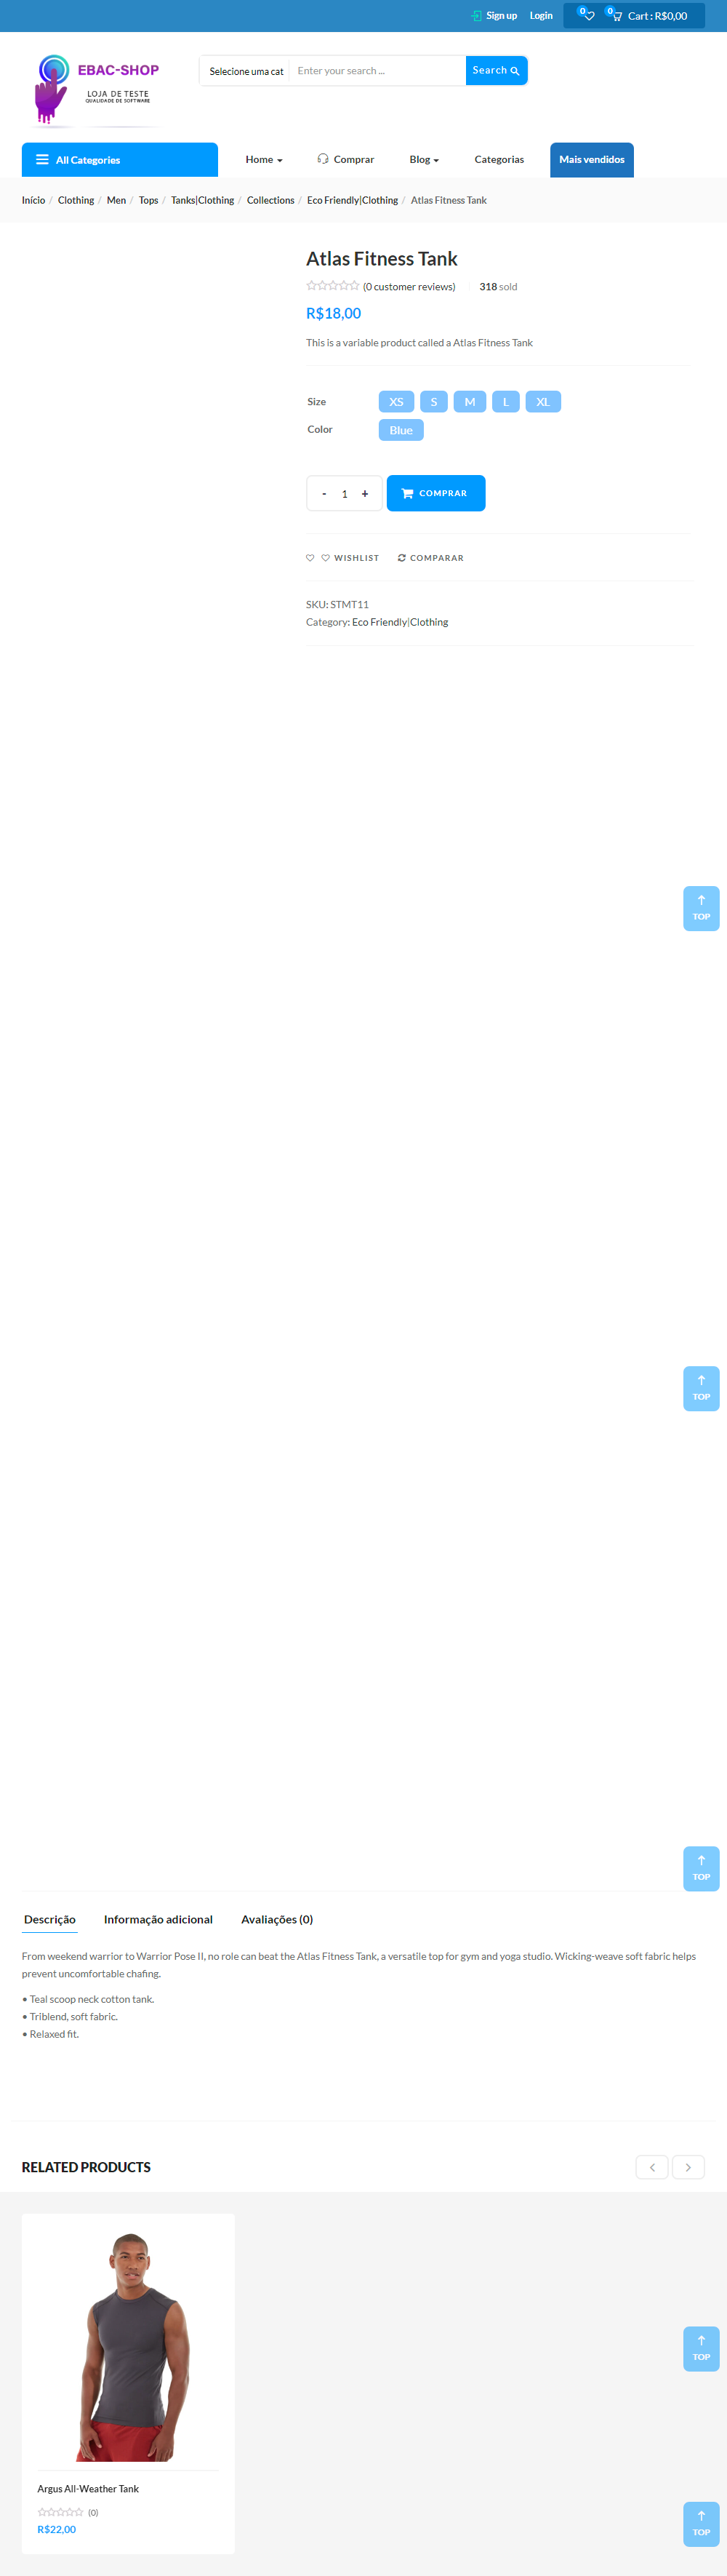 Sign up Login 0 0 Cart : R$0,00
EBAC-SHOP
LOJA DE TESTE
QUALIDADE DE SOFTWARE
Selecione uma cat Enter your search ... Search
All Categories Home Comprar Blog Categorias Mais vendidos
Início / Clothing / Men / Tops / Tanks|Clothing / Collections / Eco Friendly|Clothing / Atlas Fitness Tank
Atlas Fitness Tank
(0 customer reviews) 318 sold
R$18,00
This is a variable product called a Atlas Fitness Tank
Size XS S M L XL
Color Blue
- 1 + COMPRAR
WISHLIST COMPARAR
SKU: STMT11
Category: Eco Friendly|Clothing
TOP
TOP
TOP
Descrição Informação adicional Avaliações (0)
From weekend warrior to Warrior Pose II, no role can beat the Atlas Fitness Tank, a versatile top for gym and yoga studio. Wicking-weave soft fabric helps
prevent uncomfortable chafing.
• Teal scoop neck cotton tank.
• Triblend, soft fabric.
• Relaxed fit.
RELATED PRODUCTS
TOP
Argus All-Weather Tank
(0)
R$22,00
TOP